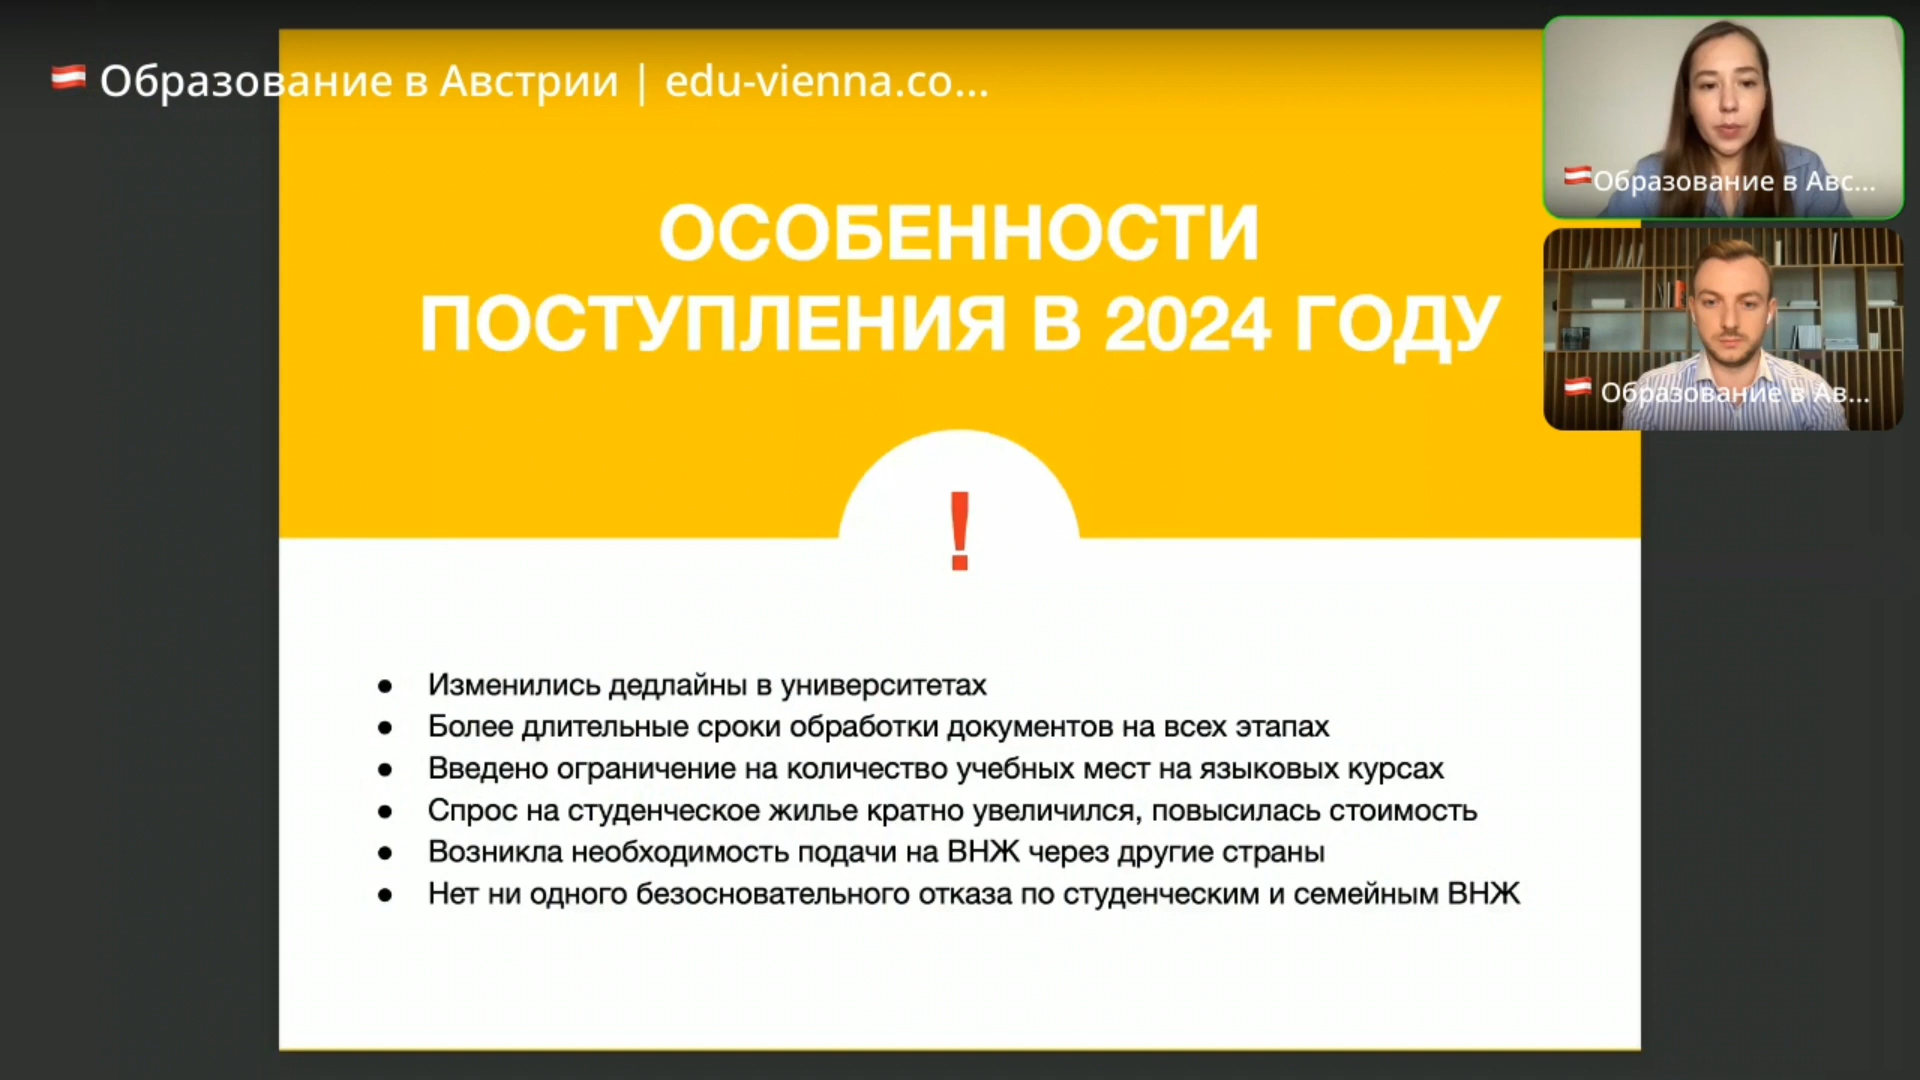 Образование в Австрии | edu-vienna.co...
Образование в Авс...
Образование в Ав...
ОСОБЕННОСТИ
ПОСТУПЛЕНИЯ В 2024 ГОДУ
!
● Изменились дедлайны в университетах
● Более длительные сроки обработки документов на всех этапах
● Введено ограничение на количество учебных мест на языковых курсах
● Спрос на студенческое жилье кратно увеличился, повысилась стоимость
● Возникла необходимость подачи на ВНЖ через другие страны
● Нет ни одного безосновательного отказа по студенческим и семейным ВНЖ